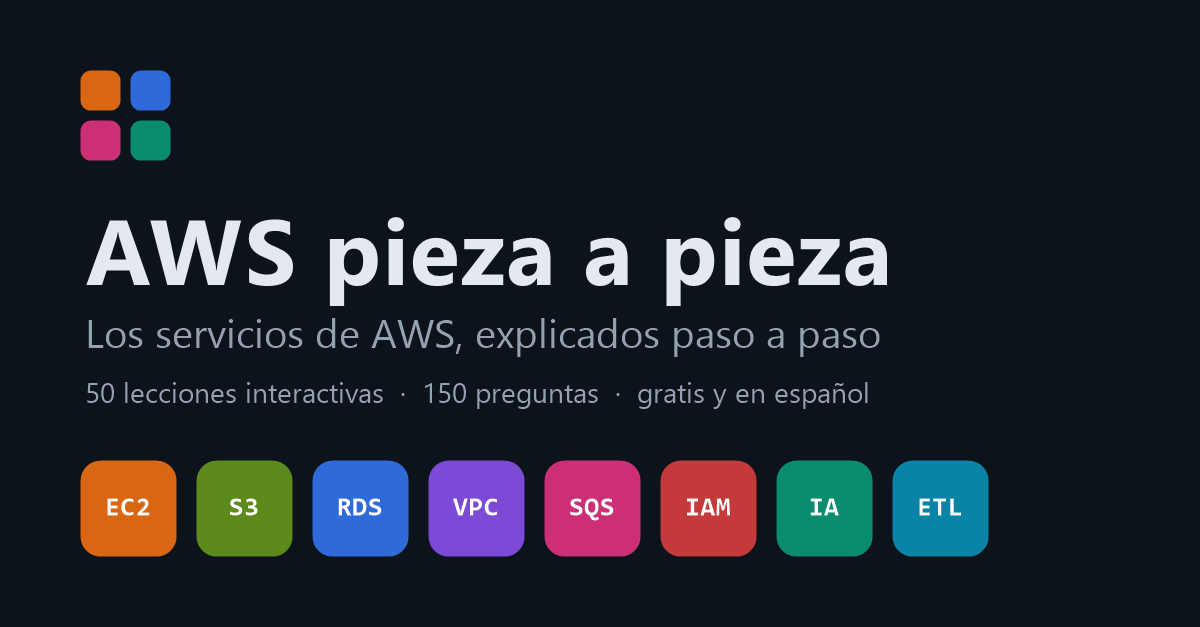 AWS pieza a pieza
Los servicios de AWS, explicados paso a paso
50 lecciones interactivas · 150 preguntas · gratis y en español
EC2 S3 RDS VPC SQS IAM IA ETL